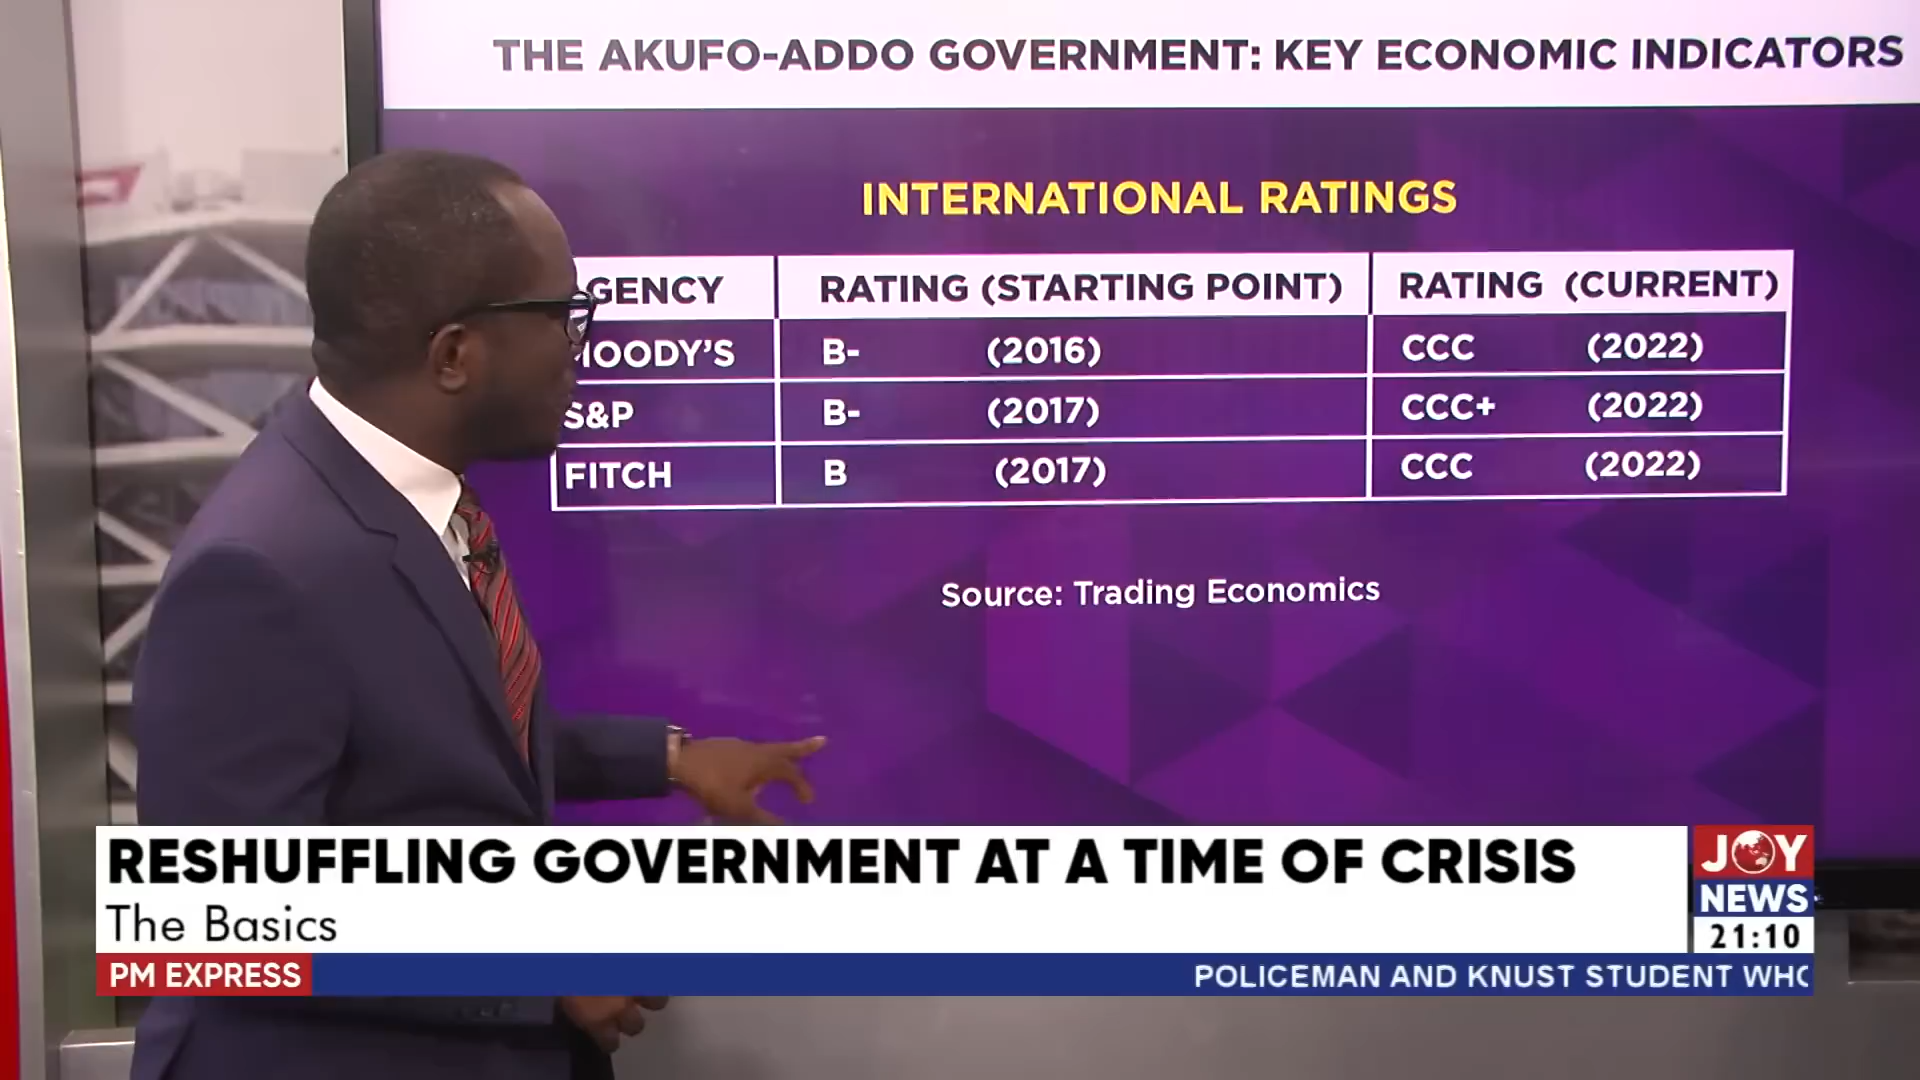 THE AKUFO-ADDO GOVERNMENT: KEY ECONOMIC INDICATORS
INTERNATIONAL RATINGS
GENCY RATING (STARTING POINT) RATING (CURRENT)
MOODY'S B- (2016) CCC (2022)
S&P B- (2017) CCC+ (2022)
FITCH B (2017) CCC (2022)
Source: Trading Economics
RESHUFFLING GOVERNMENT AT A TIME OF CRISIS
The Basics
JOY
NEWS
21:10
PM EXPRESS
POLICEMAN AND KNUST STUDENT WHO